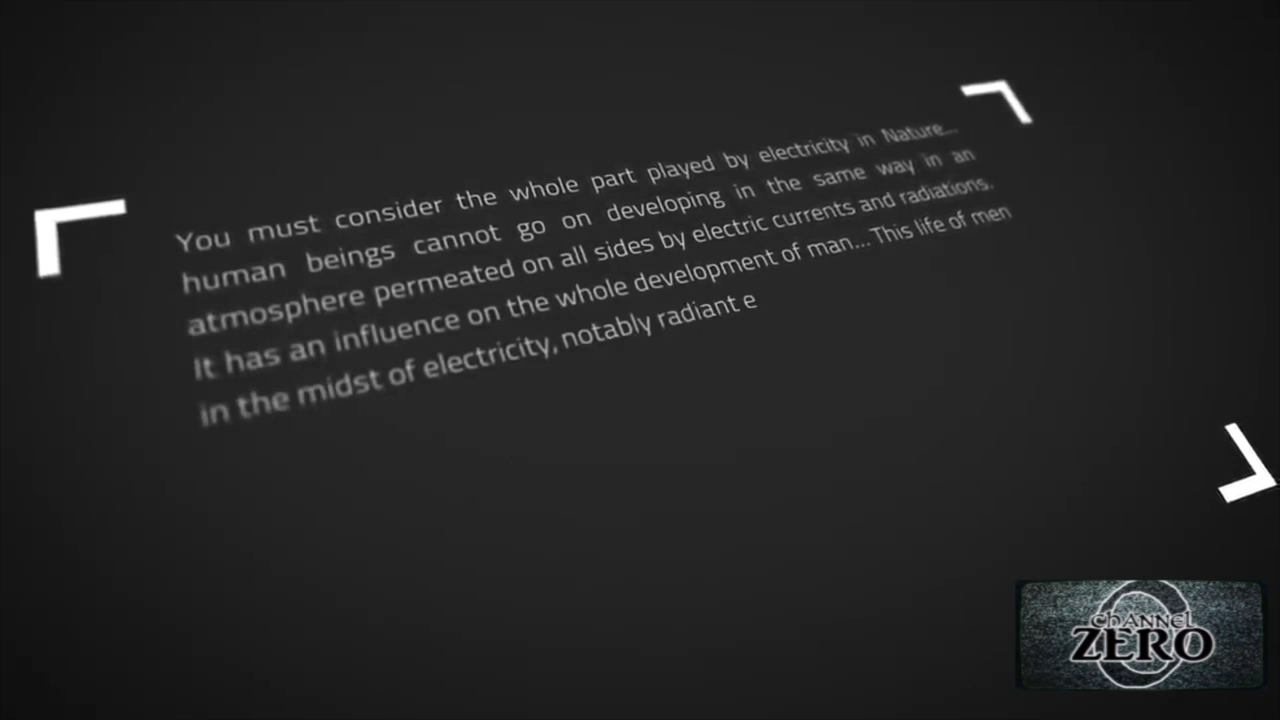 You must consider the whole part played by electricity in Nature...
human beings cannot go on developing in the same way in an
atmosphere permeated on all sides by electric currents and radiations.
It has an influence on the whole development of man... This life of men
in the midst of electricity, notably radiant e
channel
ZERO